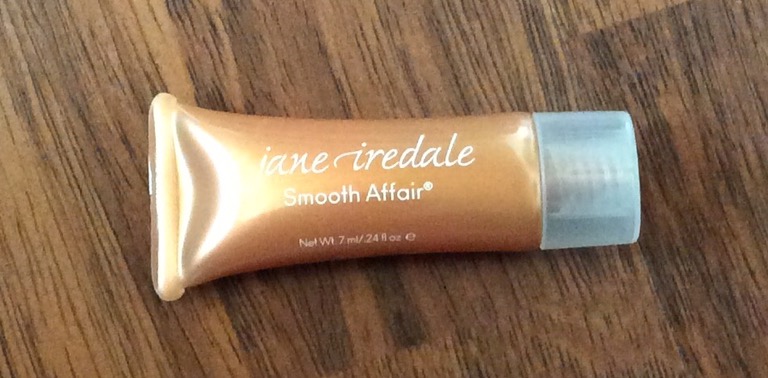 jane iredale
Smooth Affair®
Net Wt. 7 ml/.24 fl oz ℮